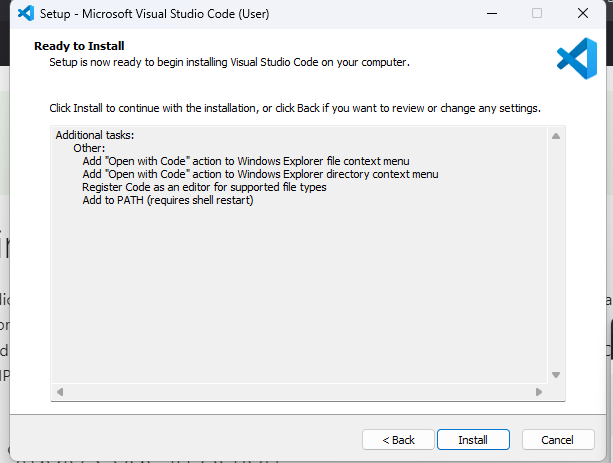 Setup - Microsoft Visual Studio Code (User)
Ready to Install
Setup is now ready to begin installing Visual Studio Code on your computer.
Click Install to continue with the installation, or click Back if you want to review or change any settings.
Additional tasks:
Other:
Add "Open with Code" action to Windows Explorer file context menu
Add "Open with Code" action to Windows Explorer directory context menu
Register Code as an editor for supported file types
Add to PATH (requires shell restart)
< Back
Install
Cancel